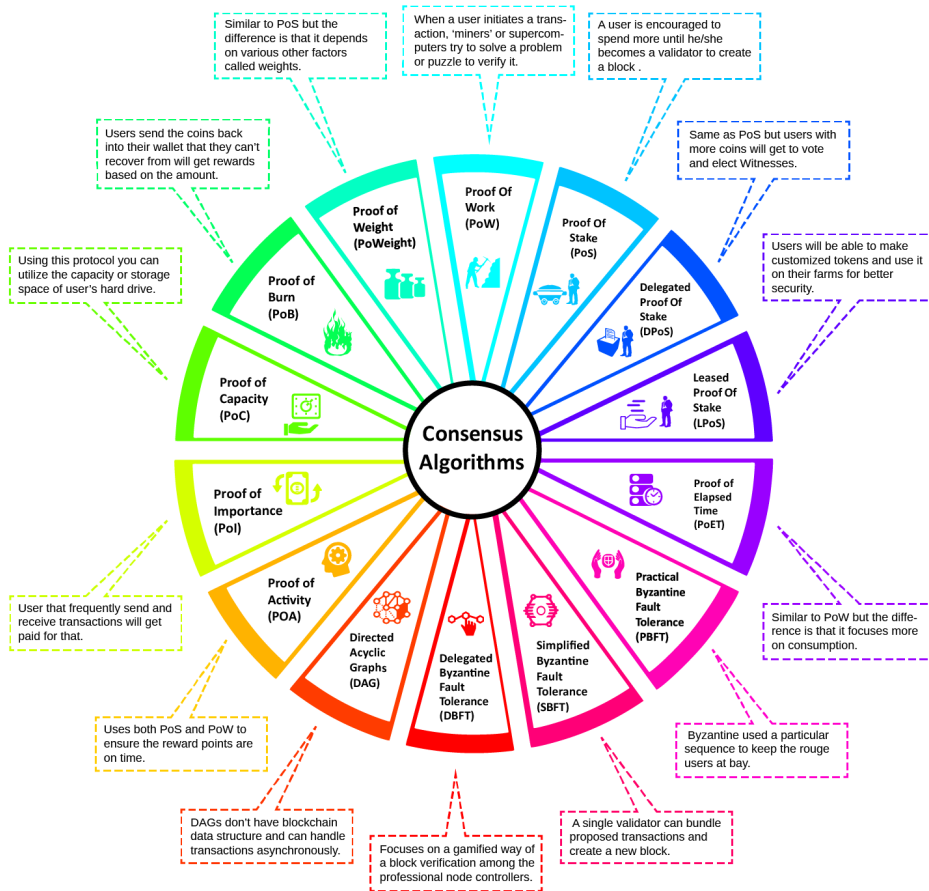 Similar to PoS but the
difference is that it depends
on various other factors
called weights.
When a user initiates a trans-
action, ‘miners’ or supercom-
puters try to solve a problem
or puzzle to verify it.
A user is encouraged to
spend more until he/she
becomes a validator to create
a block .
Users send the coins back
into their wallet that they can’t
recover from will get rewards
based on the amount.
Same as PoS but users with
more coins will get to vote
and elect Witnesses.
Using this protocol you can
utilize the capacity or storage
space of user’s hard drive.
Users will be able to make
customized tokens and use it
on their farms for better
security.
Proof of
Weight
(PoWeight)
Proof Of
Work
(PoW)
Proof Of
Stake
(PoS)
Proof of
Burn
(PoB)
Delegated
Proof Of
Stake
(DPoS)
Proof of
Capacity
(PoC)
Leased
Proof Of
Stake
(LPoS)
Consensus
Algorithms
Proof of
Importance
(PoI)
Proof of
Elapsed
Time
(PoET)
Proof of
Activity
(POA)
Directed
Acyclic
Graphs
(DAG)
Delegated
Byzantine
Fault
Tolerance
(DBFT)
Simplified
Byzantine
Fault
Tolerance
(SBFT)
Practical
Byzantine
Fault
Tolerance
(PBFT)
User that frequently send and
receive transactions will get
paid for that.
Similar to PoW but the diffe-
rence is that it focuses more
on consumption.
Uses both PoS and PoW to
ensure the reward points are
on time.
Byzantine used a particular
sequence to keep the rouge
users at bay.
DAGs don’t have blockchain
data structure and can handle
transactions asynchronously.
Focuses on a gamified way of
a block verification among the
professional node controllers.
A single validator can bundle
proposed transactions and
create a new block.